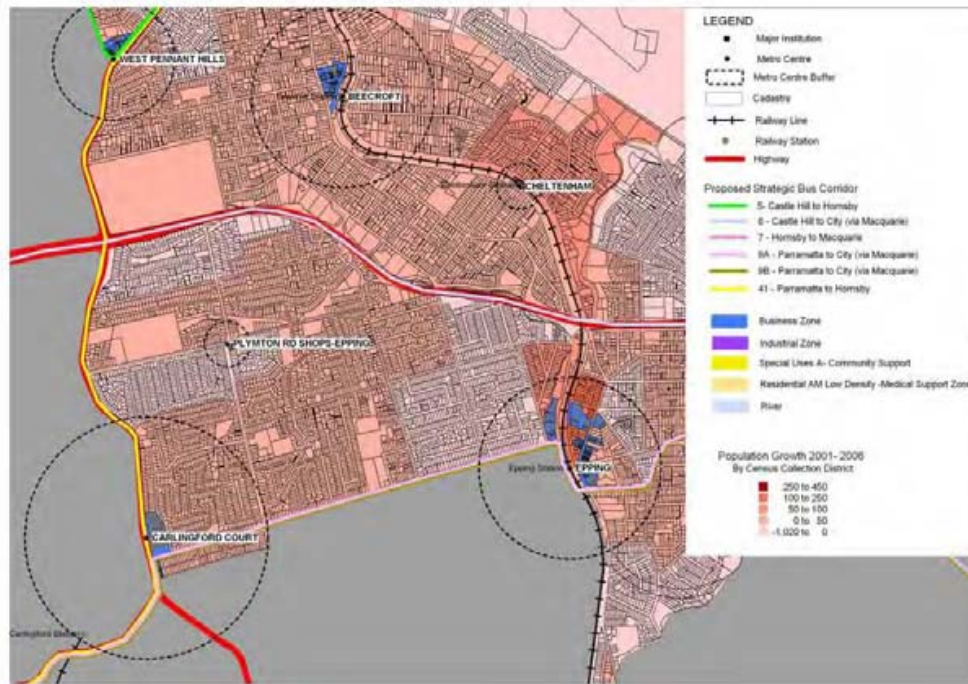 WEST PENNANT HILLS
BEECROFT
CHELTENHAM
PLYMTON RD SHOPS-EPPING
Epping Station
EPPING
CARLINGFORD COURT
LEGEND
Major Institution
Metro Centre
Metro Centre Buffer
Cadastry
Railway Line
Railway Station
Highway
Proposed Strategic Bus Corridor
5- Castle Hill to Hornsby
6 - Castle Hill to City (via Macquarie)
7 - Hornsby to Macquarie
9A - Parramatta to City (via Macquarie)
9B - Parramatta to City (via Macquarie)
41 - Parramatta to Hornsby
Business Zone
Industrial Zone
Special Uses A- Community Support
Residential AM Low Density -Medical Support Zone
River
Population Growth 2001- 2006
By Census Collection District
250 to 450
100 to 250
50 to 100
0 to 50
-1,020 to 0